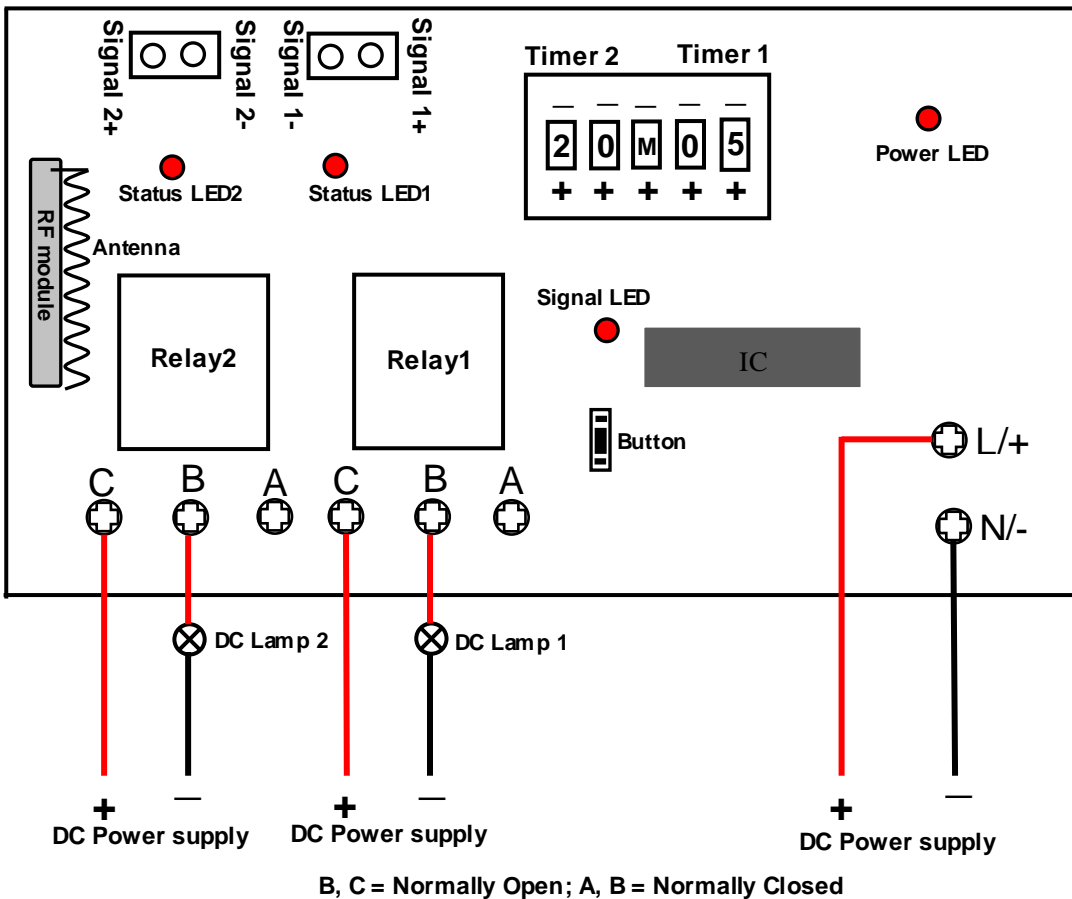 Signal 2+
Signal 2-
Signal 1-
Signal 1+
Timer 2 Timer 1
— — — — —
2 0 M 0 5
+ + + + +
Power LED
Status LED2
Status LED1
RF module
Antenna
Signal LED
Relay2
Relay1
IC
Button
L/+
C B A C B A
N/-
DC Lamp 2
DC Lamp 1
+ — + — + —
DC Power supply
DC Power supply
DC Power supply
B, C = Normally Open; A, B = Normally Closed